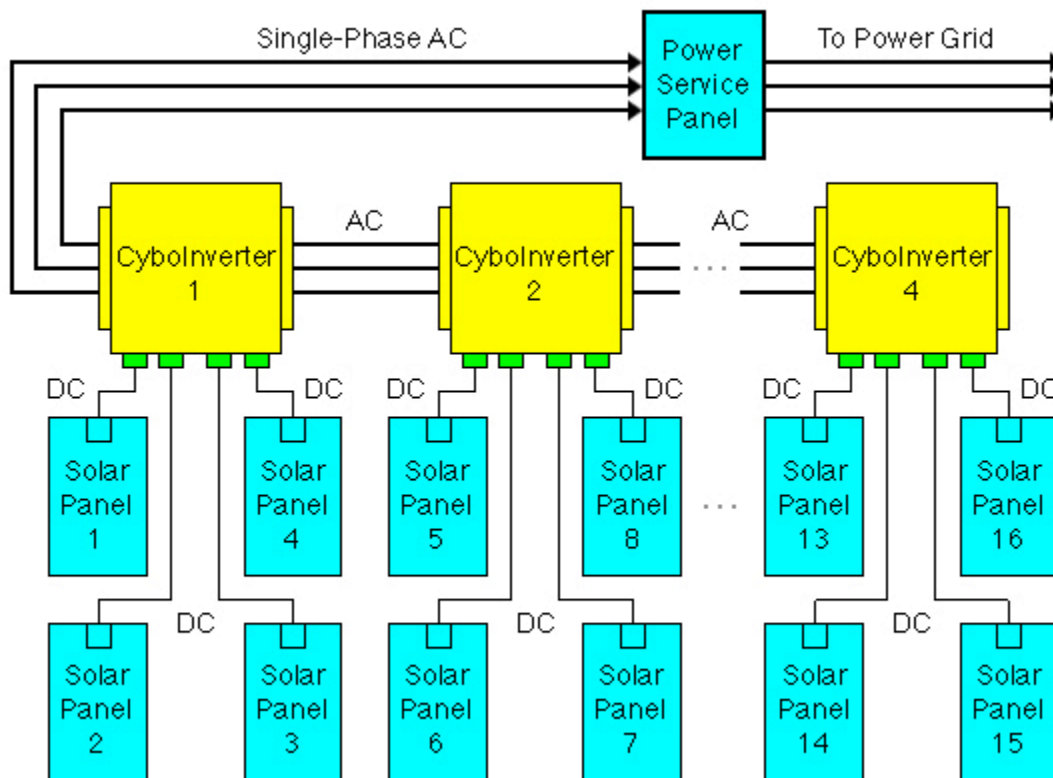 Single-Phase AC
To Power Grid
Power
Service
Panel
AC
AC
CyboInverter
1
CyboInverter
2
...
CyboInverter
4
DC
DC
DC
DC
DC
DC
Solar
Panel
1
Solar
Panel
4
Solar
Panel
5
Solar
Panel
8
...
Solar
Panel
13
Solar
Panel
16
DC
DC
DC
Solar
Panel
2
Solar
Panel
3
Solar
Panel
6
Solar
Panel
7
Solar
Panel
14
Solar
Panel
15